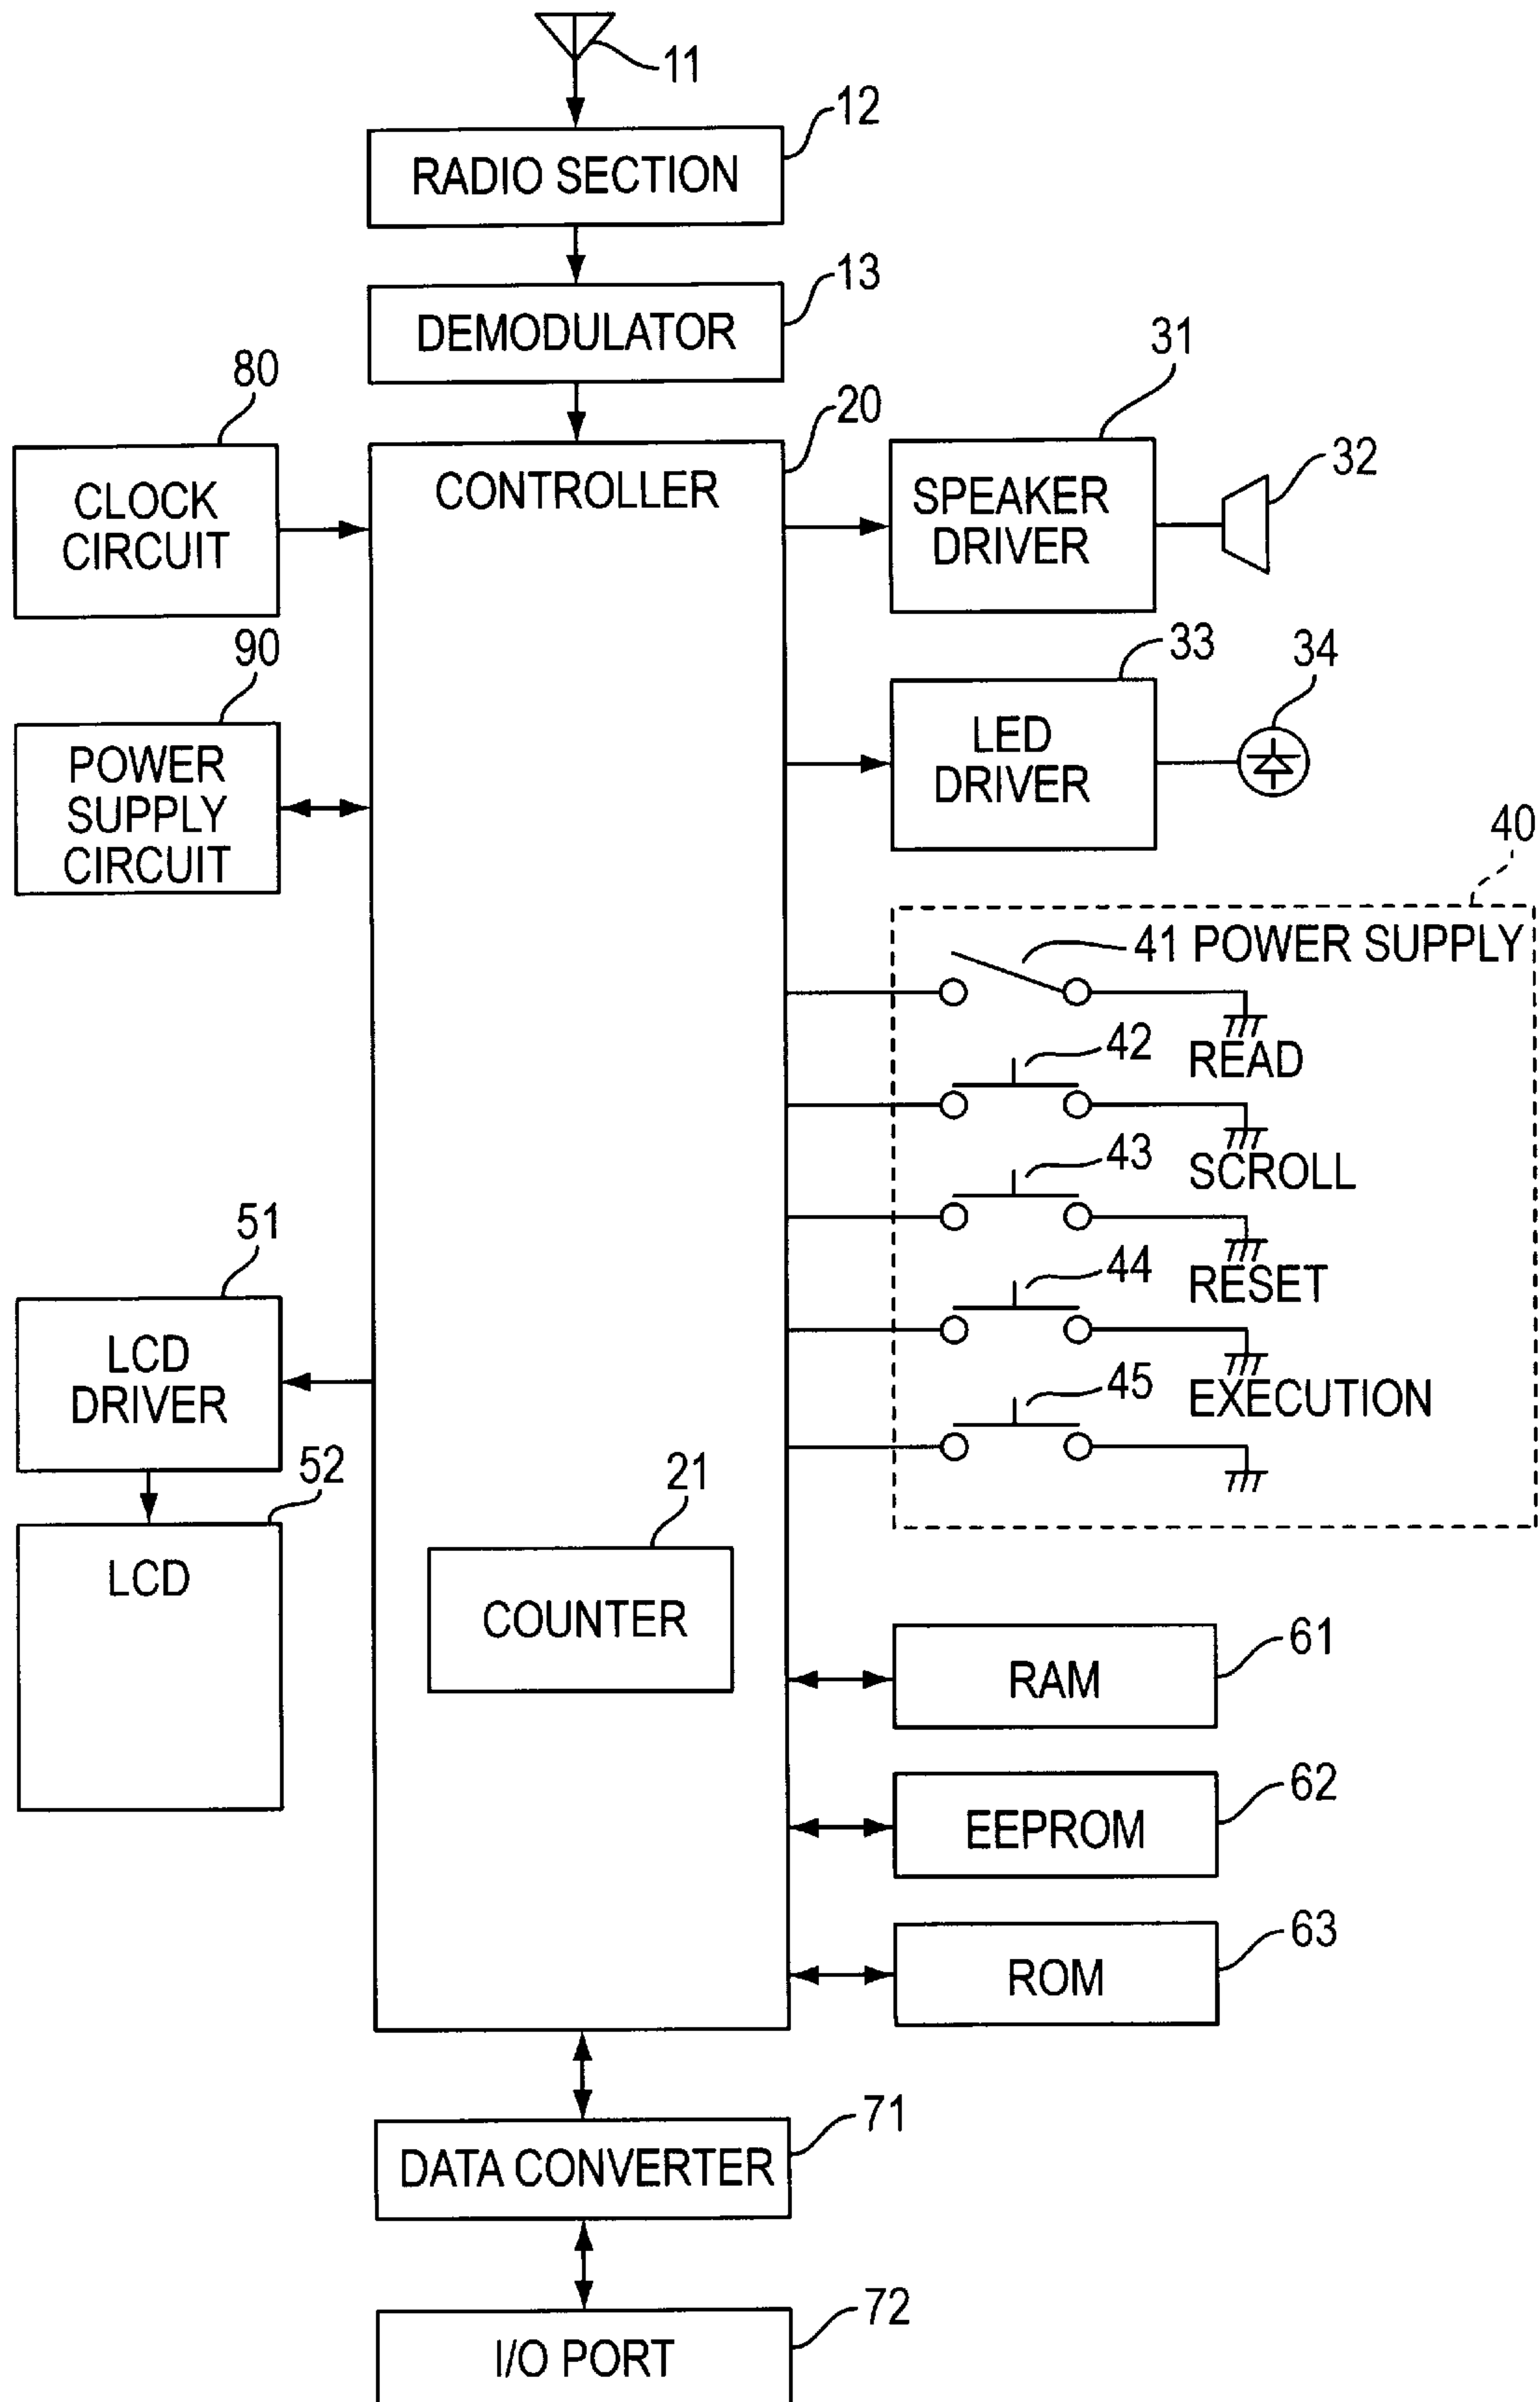 11
12
RADIO SECTION
13
DEMODULATOR
80
20
31
32
CLOCK
CIRCUIT
CONTROLLER
SPEAKER
DRIVER
90
33
34
POWER
SUPPLY
CIRCUIT
LED
DRIVER
40
41 POWER SUPPLY
42
READ
43
SCROLL
51
44
RESET
LCD
DRIVER
45
EXECUTION
52
21
LCD
COUNTER
61
RAM
62
EEPROM
63
ROM
71
DATA CONVERTER
72
I/O PORT